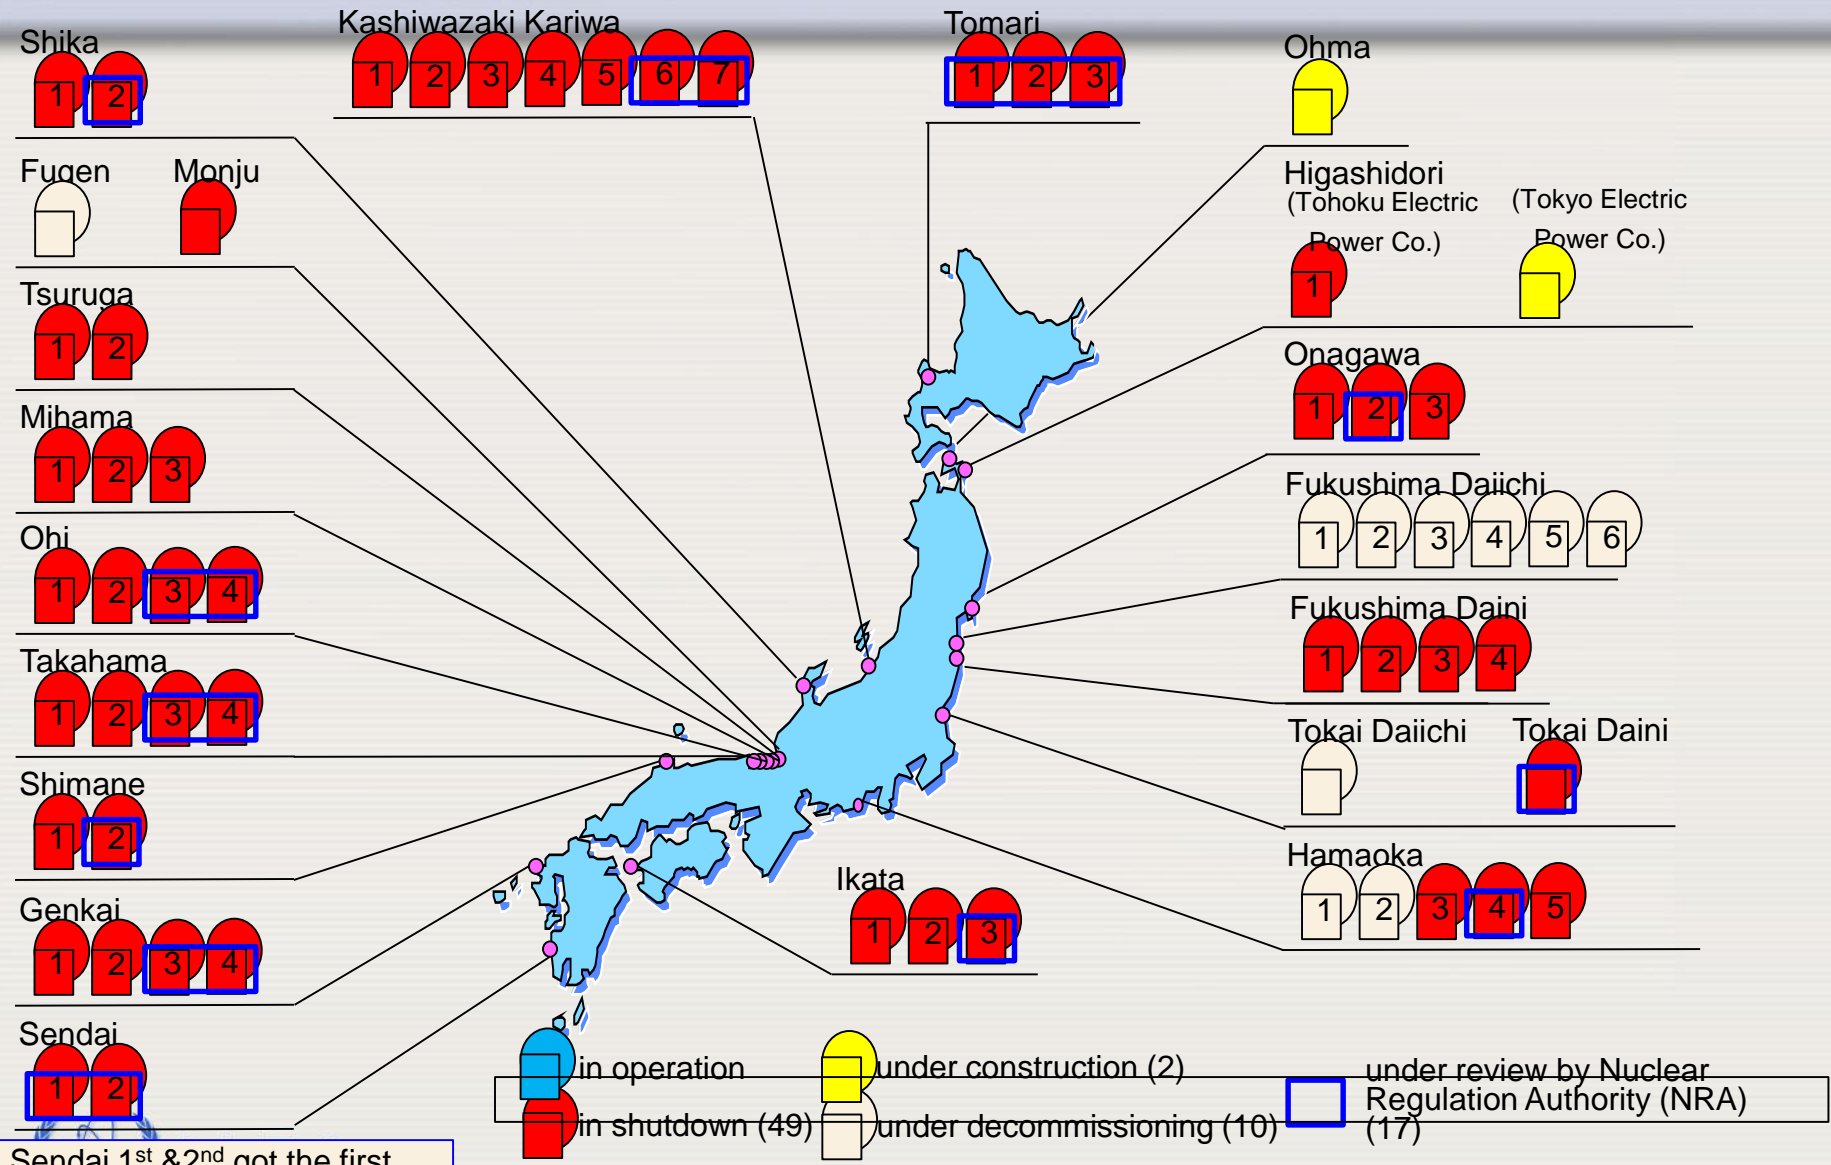 Kashiwazaki Kariwa
1 2 3 4 5 6 7
Tomari
1 2 3
Shika
1 2
Ohma
Fugen
Monju
Higashidori
(Tohoku Electric
Power Co.)
1
(Tokyo Electric
Power Co.)
Tsuruga
1 2
Onagawa
1 2 3
Mihama
1 2 3
Fukushima Daiichi
1 2 3 4 5 6
Ohi
1 2 3 4
Fukushima Daini
1 2 3 4
Takahama
1 2 3 4
Tokai Daiichi
Tokai Daini
Shimane
1 2
Hamaoka
1 2 3 4 5
Ikata
1 2 3
Genkai
1 2 3 4
Sendai
1 2
in operation
under construction (2)
in shutdown (49)
under decommissioning (10)
under review by Nuclear
Regulation Authority (NRA)
(17)
Sendai 1st &2nd got the first